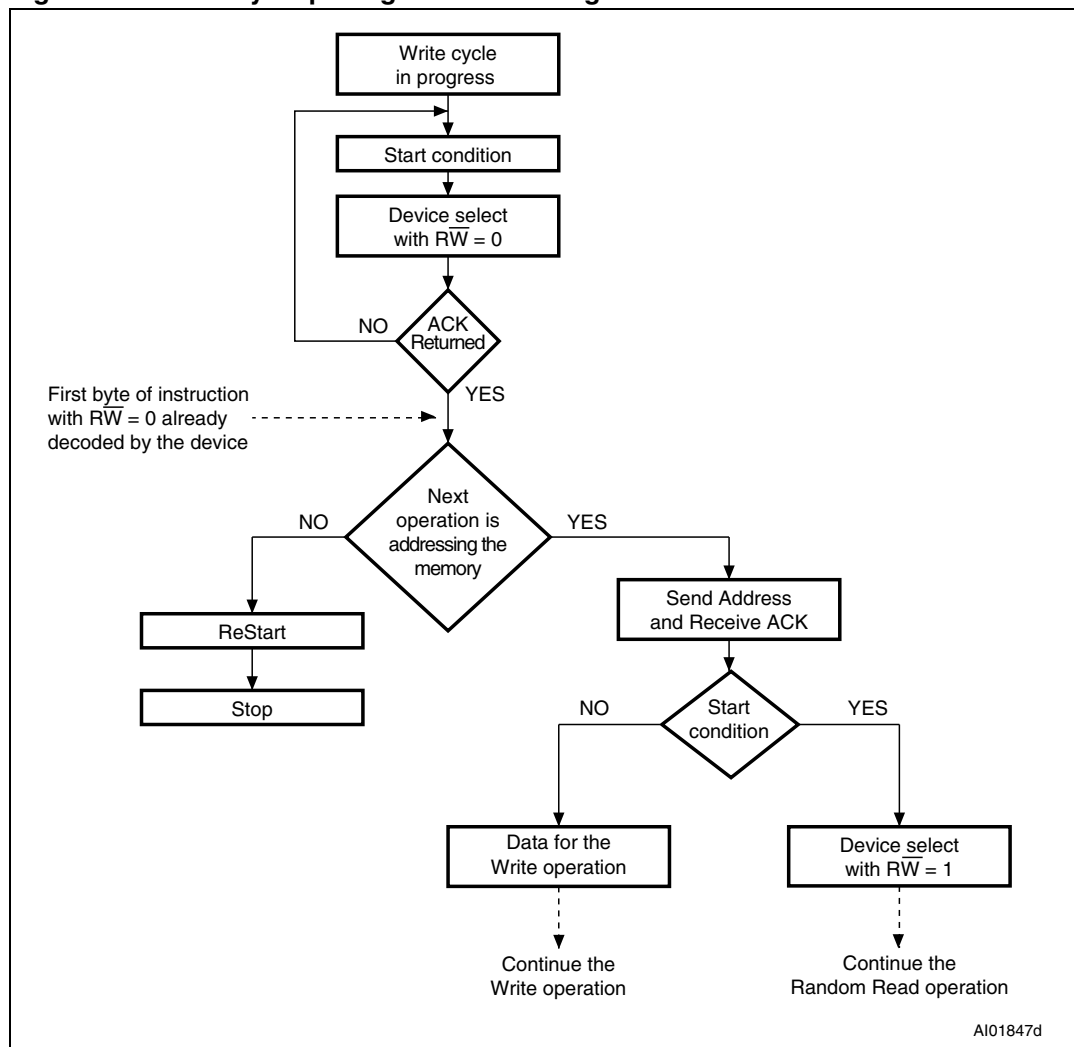 Write cycle
in progress
Start condition
Device select
with RW̅ = 0
ACK
Returned
NO
YES
First byte of instruction
with RW̅ = 0 already
decoded by the device
Next
operation is
addressing the
memory
NO
YES
Send Address
and Receive ACK
ReStart
Stop
Start
condition
NO
YES
Data for the
Write operation
Device select
with RW̅ = 1
Continue the
Write operation
Continue the
Random Read operation
AI01847d